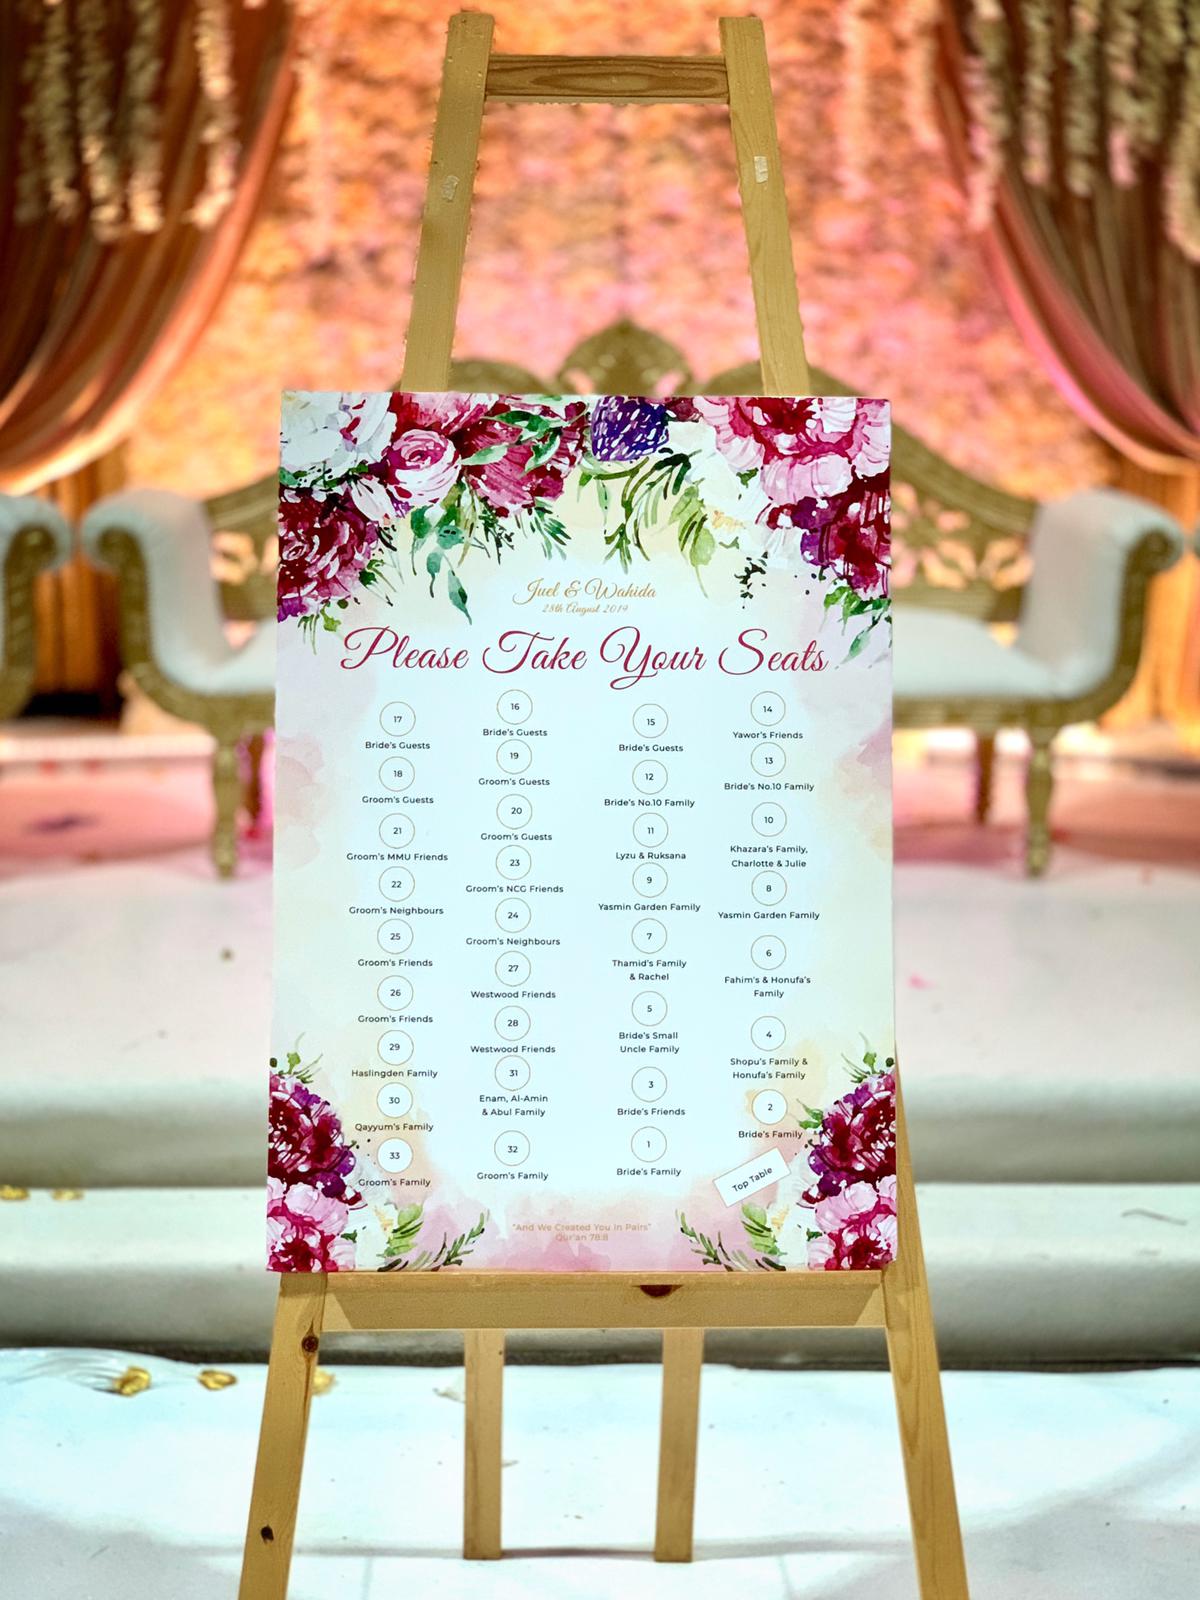 Juel & Wahida
28th August 2019
Please Take Your Seats
17
Bride's Guests
18
Groom's Guests
21
Groom's MMU Friends
22
Groom's Neighbours
25
Groom's Friends
26
Groom's Friends
29
Haslingden Family
30
Qayyum's Family
33
Groom's Family
16
Bride's Guests
19
Groom's Guests
20
Groom's Guests
23
Groom's NCG Friends
24
Groom's Neighbours
27
Westwood Friends
28
Westwood Friends
31
Enam, Al-Amin
& Abul Family
32
Groom's Family
15
Bride's Guests
12
Bride's No.10 Family
11
Lyzu & Ruksana
9
Yasmin Garden Family
7
Thamid's Family
& Rachel
5
Bride's Small
Uncle Family
3
Bride's Friends
1
Bride's Family
14
Yawor's Friends
13
Bride's No.10 Family
10
Khazara's Family,
Charlotte & Julie
8
Yasmin Garden Family
6
Fahim's & Honufa's
Family
4
Shopu's Family &
Honufa's Family
2
Bride's Family
Top Table
"And We Created You In Pairs"
Qur'an 78:8